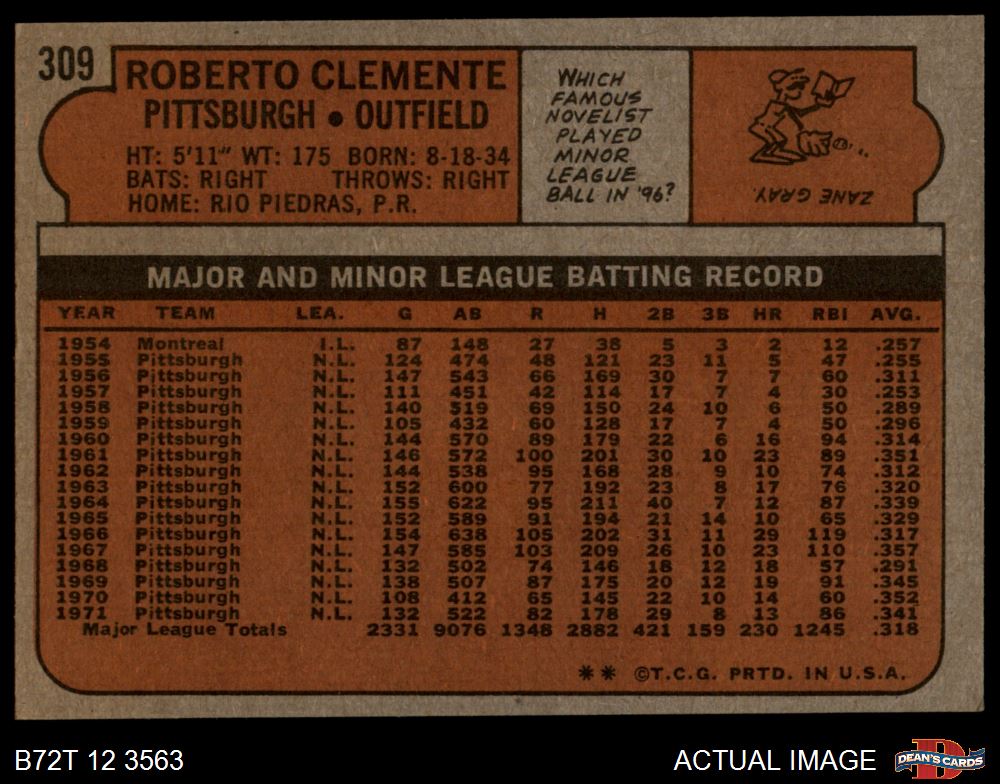 309
ROBERTO CLEMENTE
PITTSBURGH • OUTFIELD
HT: 5'11" WT: 175 BORN: 8-18-34
BATS: RIGHT THROWS: RIGHT
HOME: RIO PIEDRAS, P.R.
WHICH
FAMOUS
NOVELIST
PLAYED
MINOR
LEAGUE
BALL IN '96?
ZANE GRAY.
MAJOR AND MINOR LEAGUE BATTING RECORD
YEAR TEAM LEA. G AB R H 2B 3B HR RBI AVG.
1954 Montreal I.L. 87 148 27 38 5 3 2 12 .257
1955 Pittsburgh N.L. 124 474 48 121 23 11 5 47 .255
1956 Pittsburgh N.L. 147 543 66 169 30 7 7 60 .311
1957 Pittsburgh N.L. 111 451 42 114 17 7 4 30 .253
1958 Pittsburgh N.L. 140 519 69 150 24 10 6 50 .289
1959 Pittsburgh N.L. 105 432 60 128 17 7 4 50 .296
1960 Pittsburgh N.L. 144 570 89 179 22 6 16 94 .314
1961 Pittsburgh N.L. 146 572 100 201 30 10 23 89 .351
1962 Pittsburgh N.L. 144 538 95 168 28 9 10 74 .312
1963 Pittsburgh N.L. 152 600 77 192 23 8 17 76 .320
1964 Pittsburgh N.L. 155 622 95 211 40 7 12 87 .339
1965 Pittsburgh N.L. 152 589 91 194 21 14 10 65 .329
1966 Pittsburgh N.L. 154 638 105 202 31 11 29 119 .317
1967 Pittsburgh N.L. 147 585 103 209 26 10 23 110 .357
1968 Pittsburgh N.L. 132 502 74 146 18 12 18 57 .291
1969 Pittsburgh N.L. 138 507 87 175 20 12 19 91 .345
1970 Pittsburgh N.L. 108 412 65 145 22 10 14 60 .352
1971 Pittsburgh N.L. 132 522 82 178 29 8 13 86 .341
Major League Totals 2331 9076 1348 2882 421 159 230 1245 .318
** ©T.C.G. PRTD. IN U.S.A.
B72T 12 3563
ACTUAL IMAGE
D
DEAN'S CARDS